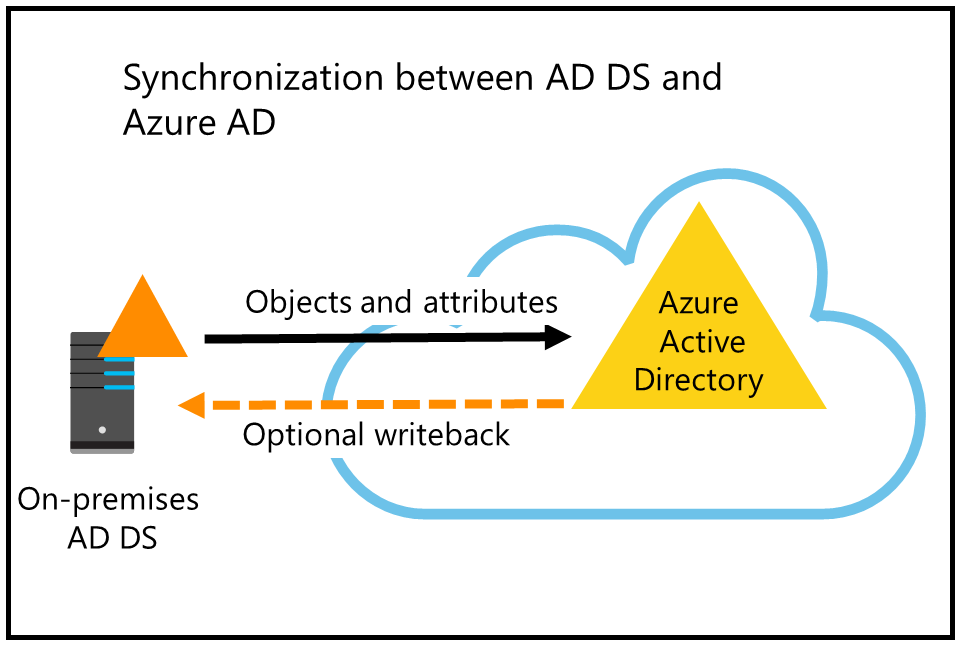 Synchronization between AD DS and
Azure AD
Objects and attributes
Azure
Active
Directory
Optional writeback
On-premises
AD DS